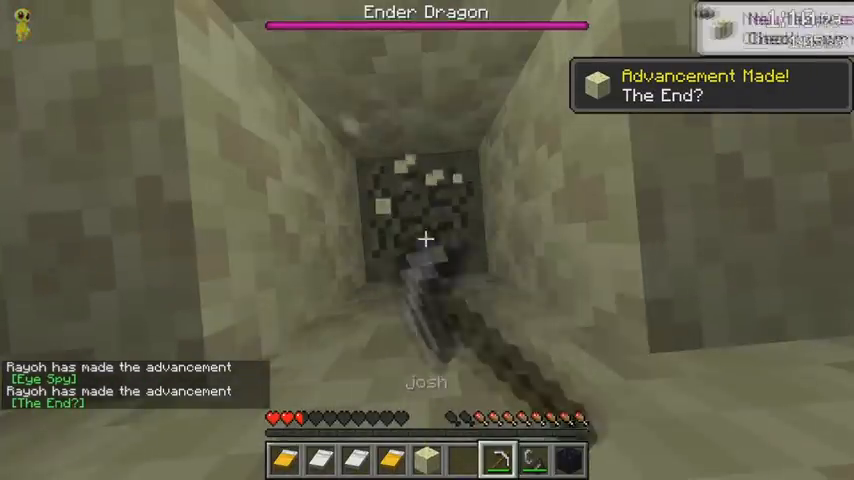 Ender Dragon
Advancement Made!
The End?
Rayoh has made the advancement
[Eye Spy]
Rayoh has made the advancement
[The End?]
josh